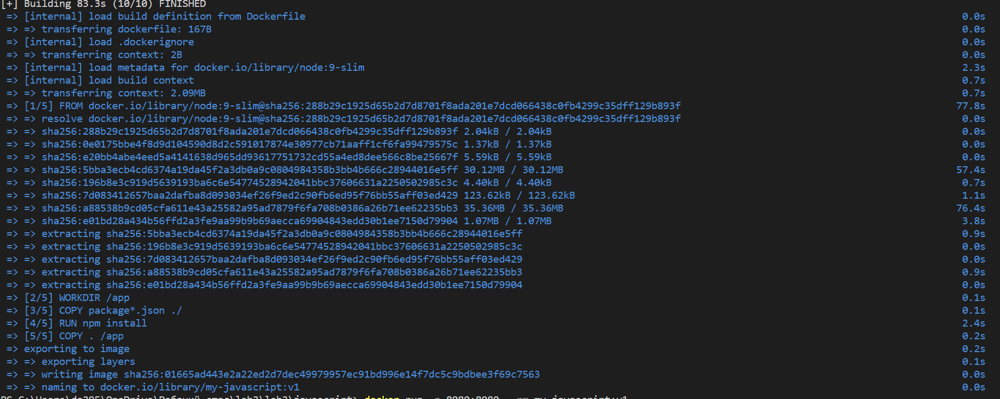 [+] Building 83.3s (10/10) FINISHED
=> [internal] load build definition from Dockerfile 0.0s
=> => transferring dockerfile: 167B 0.0s
=> [internal] load .dockerignore 0.0s
=> => transferring context: 2B 0.0s
=> [internal] load metadata for docker.io/library/node:9-slim 2.3s
=> [internal] load build context 0.7s
=> => transferring context: 2.09MB 0.7s
=> [1/5] FROM docker.io/library/node:9-slim@sha256:288b29c1925d65b2d7d8701f8ada201e7dcd066438c0fb4299c35dff129b893f 77.8s
=> => resolve docker.io/library/node:9-slim@sha256:288b29c1925d65b2d7d8701f8ada201e7dcd066438c0fb4299c35dff129b893f 0.0s
=> => sha256:288b29c1925d65b2d7d8701f8ada201e7dcd066438c0fb4299c35dff129b893f 2.04kB / 2.04kB 0.0s
=> => sha256:0e0175bbe4f8d9d104590d8d2c591017874e30977cb71aaff1cf6fa99479575c 1.37kB / 1.37kB 0.0s
=> => sha256:e20bb4abe4eed5a4141638d965dd93617751732cd55a4ed8dee566c8be25667f 5.59kB / 5.59kB 0.0s
=> => sha256:5bba3ecb4cd6374a19da45f2a3db0a9c0804984358b3bb4b666c28944016e5ff 30.12MB / 30.12MB 57.4s
=> => sha256:196b8e3c919d5639193ba6c6e54774528942041bbc37606631a2250502985c3c 4.40kB / 4.40kB 0.7s
=> => sha256:7d083412657baa2dafba8d093034ef26f9ed2c90fb6ed95f76bb55aff03ed429 123.62kB / 123.62kB 1.1s
=> => sha256:a88538b9cd05cfa611e43a25582a95ad7879f6fa708b0386a26b71ee62235bb3 35.36MB / 35.36MB 76.4s
=> => sha256:e01bd28a434b56ffd2a3fe9aa99b9b69aecca69904843edd30b1ee7150d79904 1.07MB / 1.07MB 3.8s
=> => extracting sha256:5bba3ecb4cd6374a19da45f2a3db0a9c0804984358b3bb4b666c28944016e5ff 0.9s
=> => extracting sha256:196b8e3c919d5639193ba6c6e54774528942041bbc37606631a2250502985c3c 0.0s
=> => extracting sha256:7d083412657baa2dafba8d093034ef26f9ed2c90fb6ed95f76bb55aff03ed429 0.0s
=> => extracting sha256:a88538b9cd05cfa611e43a25582a95ad7879f6fa708b0386a26b71ee62235bb3 0.9s
=> => extracting sha256:e01bd28a434b56ffd2a3fe9aa99b9b69aecca69904843edd30b1ee7150d79904 0.0s
=> [2/5] WORKDIR /app 0.1s
=> [3/5] COPY package*.json ./ 0.1s
=> [4/5] RUN npm install 2.4s
=> [5/5] COPY . /app 0.2s
=> exporting to image 0.2s
=> => exporting layers 0.1s
=> => writing image sha256:01665ad443e2a22ed2d7dec49979957ec91bd996e14f7dc5c9bdbee3f69c7563 0.0s
=> => naming to docker.io/library/my-javascript:v1 0.0s
docker run 8080:8080 my-javascript:v1